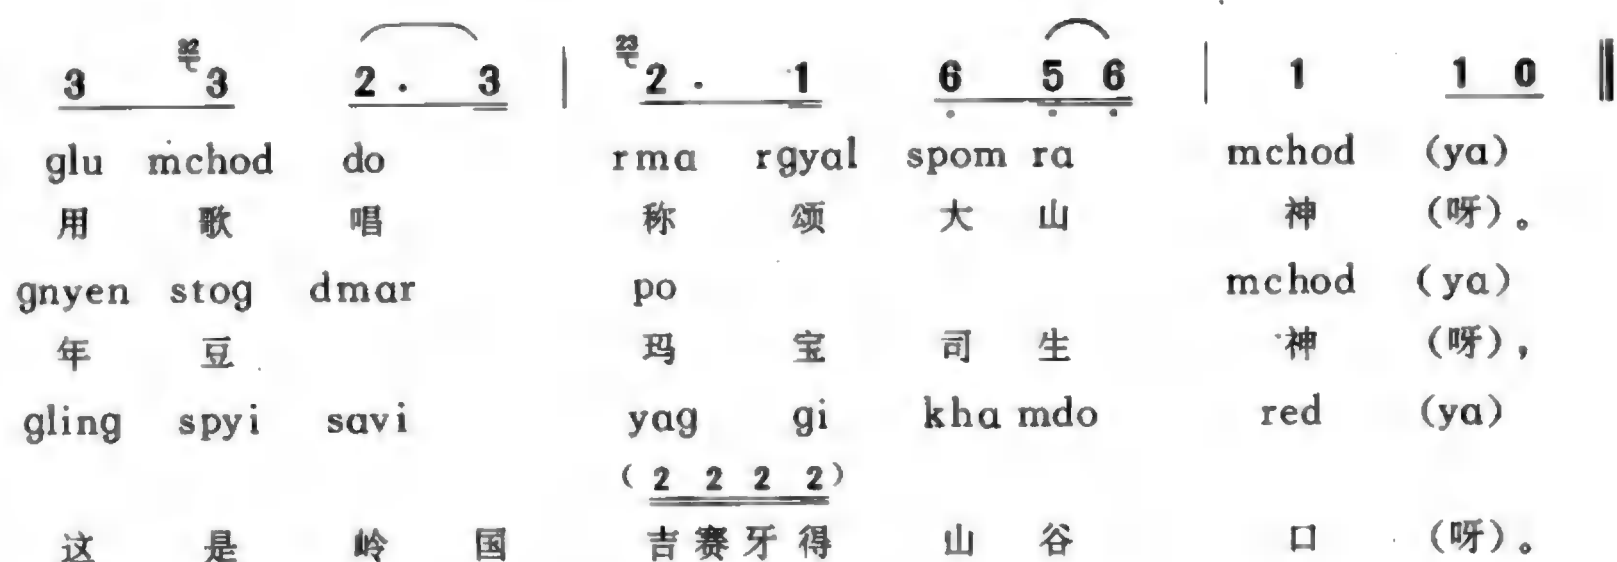 3 32 3 2 . 3 | 23 2 . 1 6 5 6 | 1 1 0 ‖
glu mchod do rma rgyal spom ra mchod (ya)
用 歌 唱 称 颂 大 山 神 (呀)。
gnyen stog dmar po mchod (ya)
年 豆 玛 宝 司 生 神 (呀),
gling spyi savi yag gi kha mdo red (ya)
(2 2 2 2)
这 是 岭 国 吉 赛 牙 得 山 谷 口 (呀)。